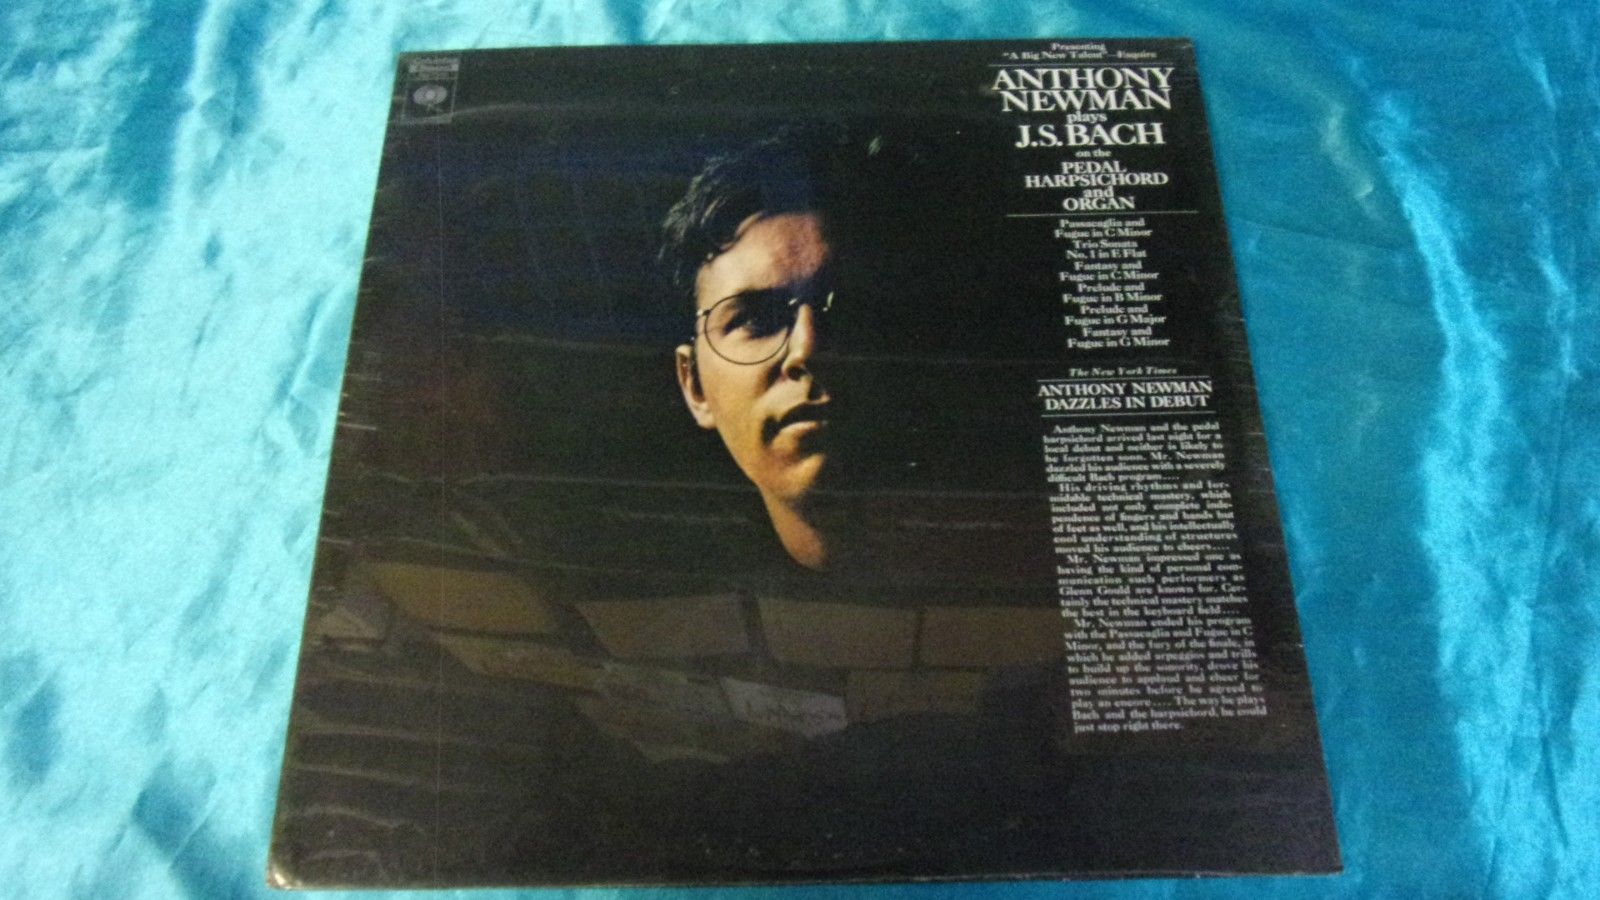 Presenting
"A Big New Talent"—Esquire
ANTHONY
NEWMAN
plays
J.S. BACH
on the
PEDAL
HARPSICHORD
and
ORGAN
Passacaglia and
Fugue in C Minor
Trio Sonata
No. 1 in E Flat
Fantasy and
Fugue in C Minor
Prelude and
Fugue in B Minor
Prelude and
Fugue in G Major
Fantasy and
Fugue in G Minor
The New York Times
ANTHONY NEWMAN
DAZZLES IN DEBUT
Anthony Newman and the pedal
harpsichord arrived last night for a
local debut and neither is likely to
be forgotten soon. Mr. Newman
dazzled his audience with a severely
difficult Bach program....
His driving rhythms and for-
midable technical mastery, which
included not only complete inde-
pendence of fingers and hands but
of feet as well, and his intellectually
cool understanding of structures
moved his audience to cheers....
Mr. Newman impressed one as
having the kind of personal com-
munication such performers as
Glenn Gould are known for. Cer-
tainly the technical mastery matches
the best in the keyboard field....
Mr. Newman ended his program
with the Passacaglia and Fugue in C
Minor, and the fury of the finale, in
which he added arpeggios and trills
to build up the sonority, drove his
audience to applaud and cheer for
two minutes before he agreed to
play an encore.... The way he plays
Bach and the harpsichord, he could
just stop right there.